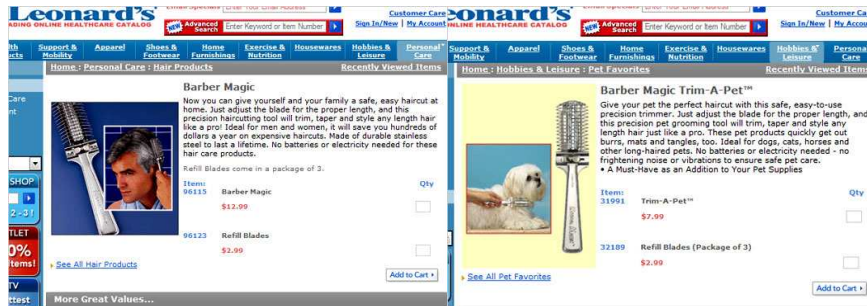 Leonard's
ADING ONLINE HEALTHCARE CATALOG
Customer Care
NEW Advanced Search
Enter Keyword or Item Number
Sign In/New | My Account
Support & Mobility
Apparel
Shoes & Footwear
Home Furnishings
Exercise & Nutrition
Housewares
Hobbies & Leisure
Personal Care
Home : Personal Care : Hair Products
Recently Viewed Items
Barber Magic
Now you can give yourself and your family a safe, easy haircut at
home. Just adjust the blade for the proper length, and this
precision haircutting tool will trim, taper and style any length hair
like a pro! Ideal for men and women, it will save you hundreds of
dollars a year on expensive haircuts. Made of durable stainless
steel to last a lifetime. No batteries or electricity needed for these
hair care products.
Refill Blades come in a package of 3.
Item:
Qty
96115 Barber Magic
$12.99
96123 Refill Blades
$2.99
See All Hair Products
Add to Cart
More Great Values...
Care
nt
SHOP
2 - 3 !
TLET
0%
items!
TV
ttest
eonard's
NLINE HEALTHCARE CATALOG
Customer Ca
NEW Advanced Search
Enter Keyword or Item Number
Sign In/New | My Accou
Support & Mobility
Apparel
Shoes & Footwear
Home Furnishings
Exercise & Nutrition
Housewares
Hobbies & Leisure
Persona
Care
Home : Hobbies & Leisure : Pet Favorites
Recently Viewed Item
Barber Magic Trim-A-Pet™
Give your pet the perfect haircut with this safe, easy-to-use
precision trimmer. Just adjust the blade for the proper length, and
this precision pet grooming tool will trim, taper and style any
length hair just like a pro. These pet products quickly get out
burrs, mats and tangles, too. Ideal for dogs, cats, horses and
other long-haired pets. No batteries or electricity needed - no
frightening noise or vibrations to ensure safe pet care.
• A Must-Have as an Addition to Your Pet Supplies
Item:
Qty
31991 Trim-A-Pet™
$7.99
32189 Refill Blades (Package of 3)
$2.99
See All Pet Favorites
Add to Cart